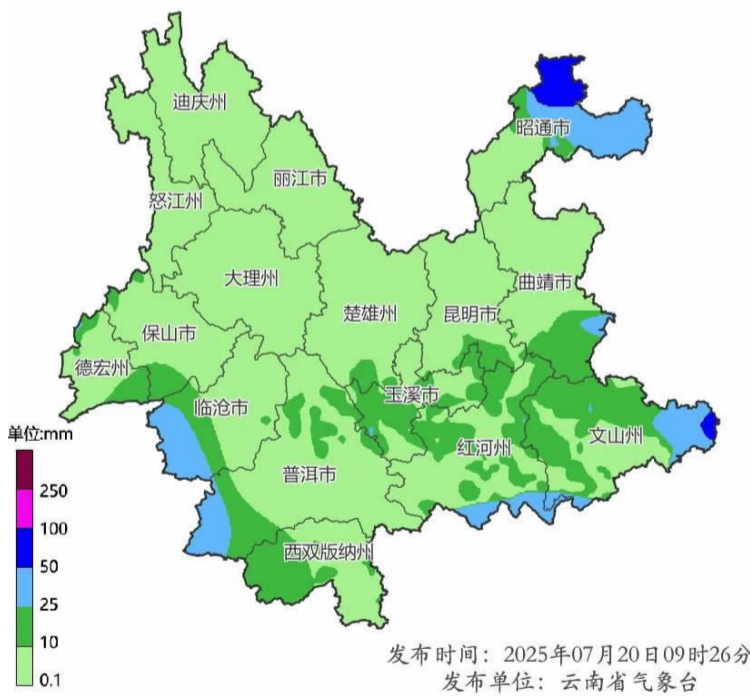 迪庆州
昭通市
丽江市
怒江州
大理州
曲靖市
楚雄州
昆明市
保山市
德宏州
玉溪市
临沧市
单位:mm
文山州
红河州
普洱市
250
100
西双版纳州
50
25
10
0.1
发布时间：2025年07月20日09时26分
发布单位：云南省气象台